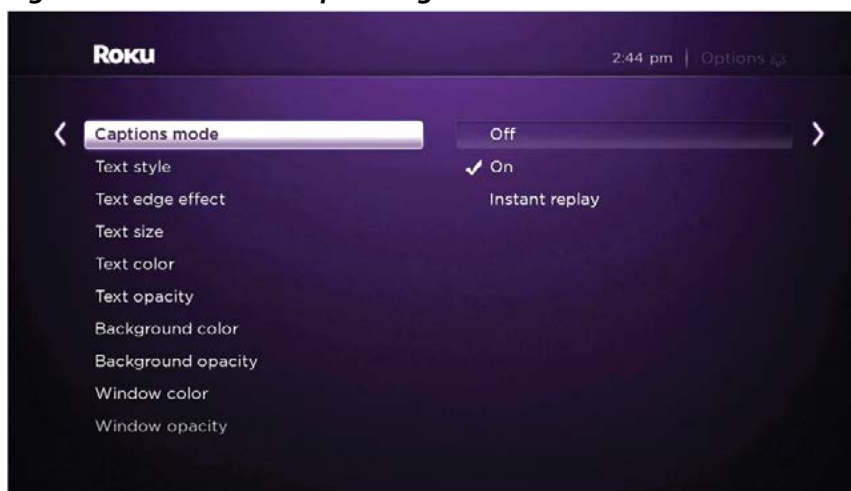 ROKU
2:44 pm | Options
Captions mode
Off
Text style
On
Text edge effect
Instant replay
Text size
Text color
Text opacity
Background color
Background opacity
Window color
Window opacity